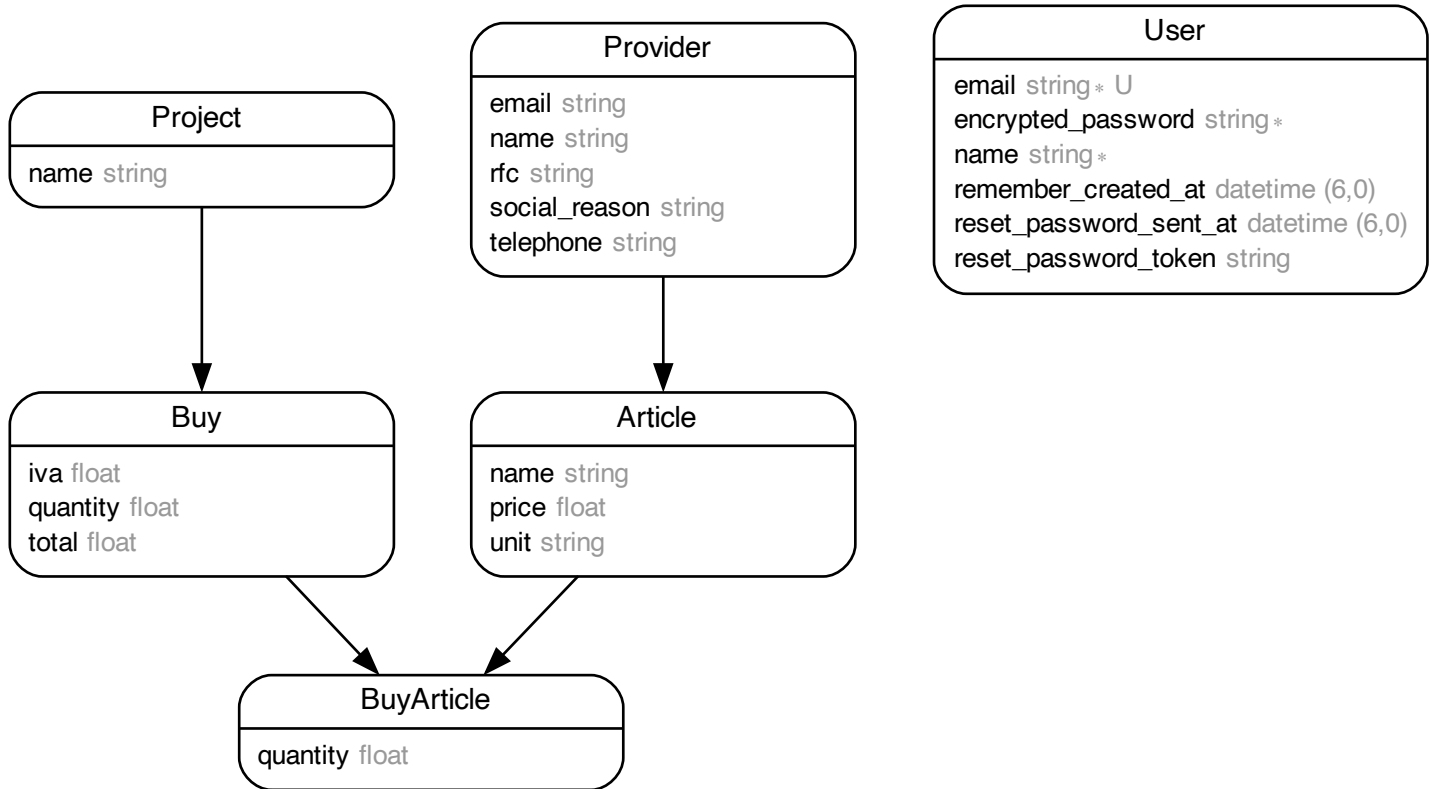 Project
name string
Provider
email string
name string
rfc string
social_reason string
telephone string
User
email string∗ U
encrypted_password string∗
name string∗
remember_created_at datetime (6,0)
reset_password_sent_at datetime (6,0)
reset_password_token string
Buy
iva float
quantity float
total float
Article
name string
price float
unit string
BuyArticle
quantity float